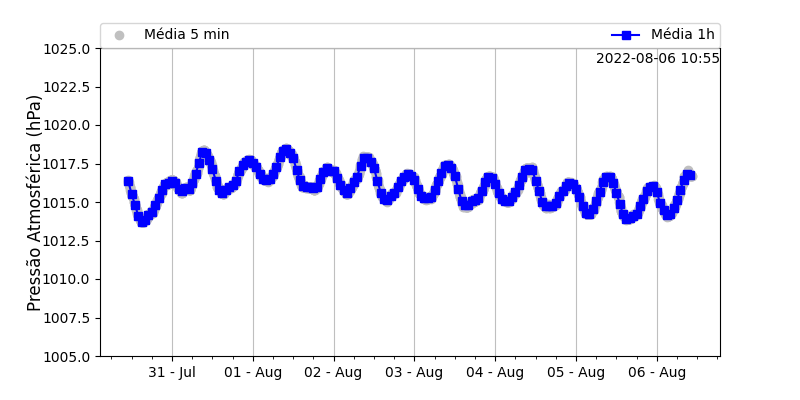 Média 5 min
Média 1h
2022-08-06 10:55
Pressão Atmosférica (hPa)
1025.0
1022.5
1020.0
1017.5
1015.0
1012.5
1010.0
1007.5
1005.0
31 - Jul
01 - Aug
02 - Aug
03 - Aug
04 - Aug
05 - Aug
06 - Aug